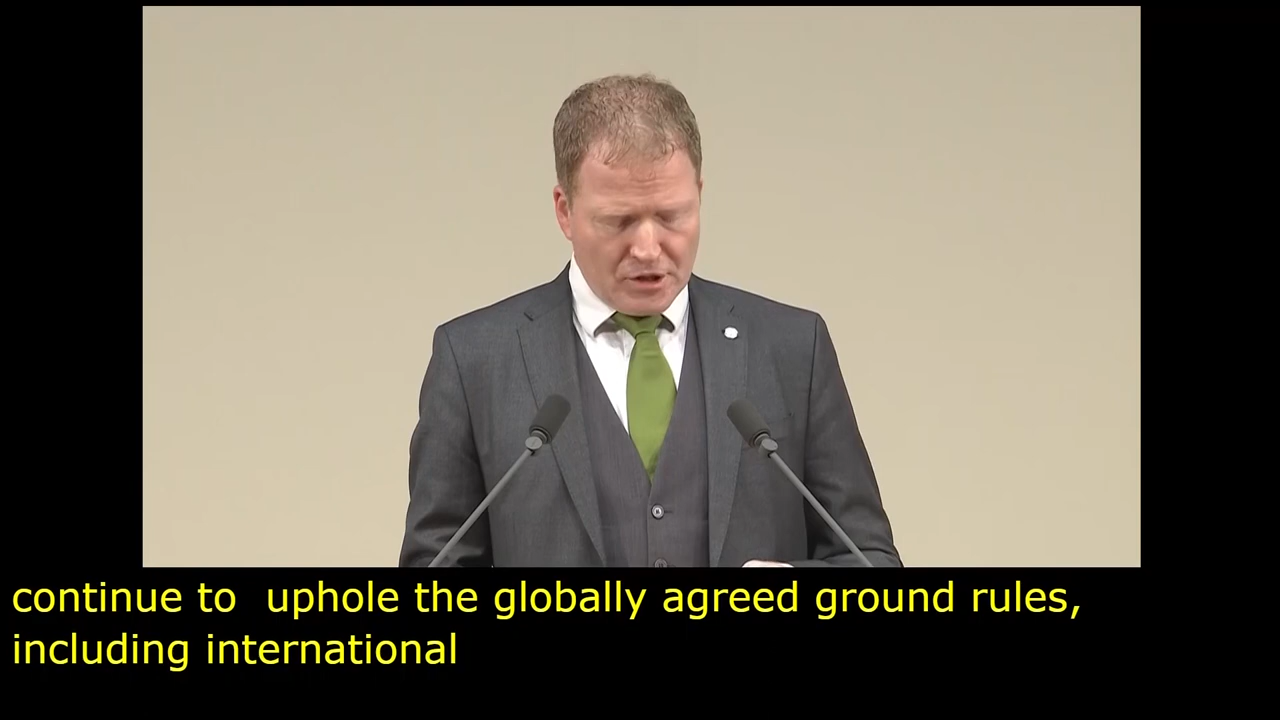 continue to  uphole the globally agreed ground rules,
including international